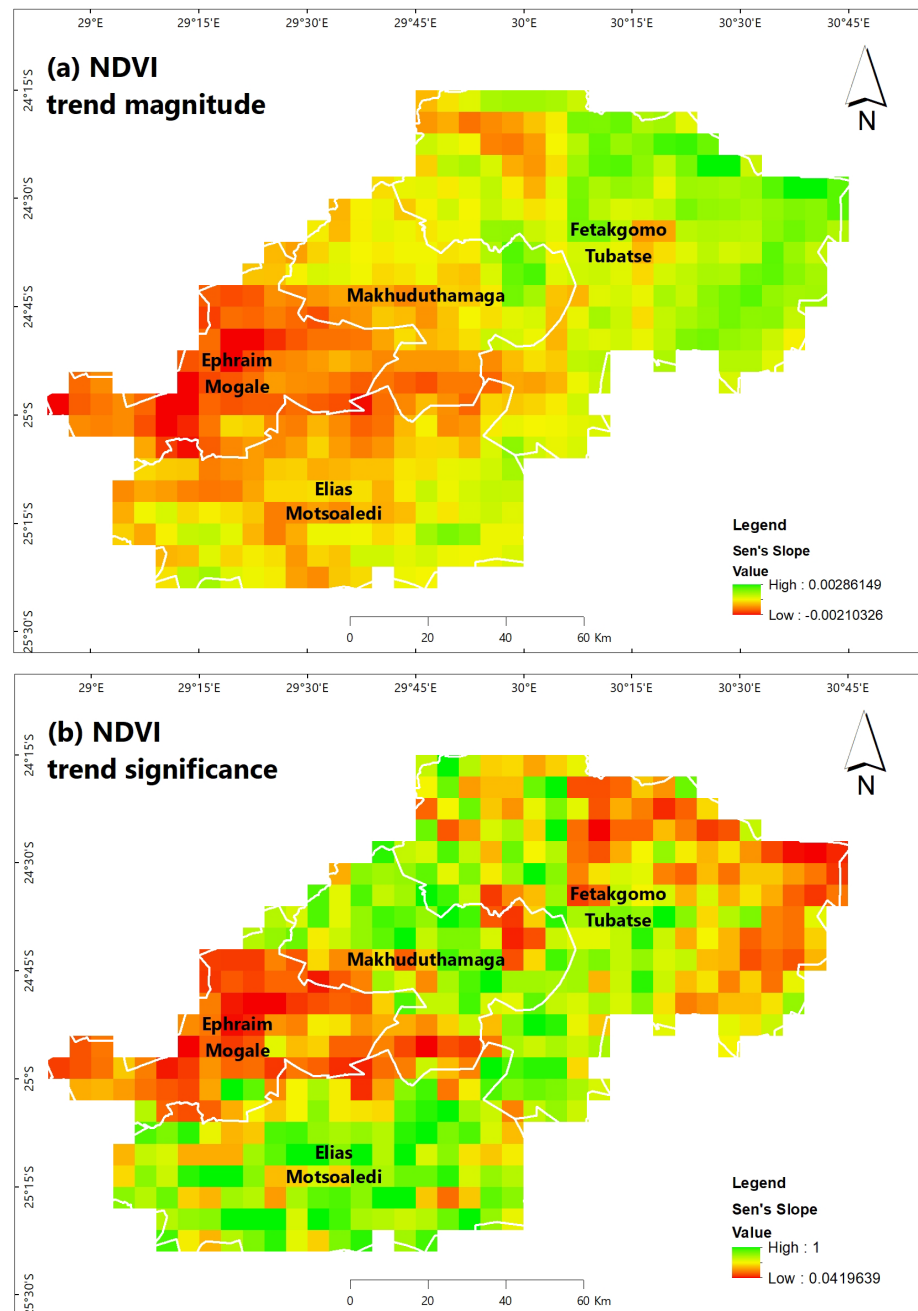 29°E 29°15'E 29°30'E 29°45'E 30°E 30°15'E 30°30'E 30°45'E
(a) NDVI
trend magnitude
N
24°15'S
24°30'S
24°45'S
25°S
25°15'S
25°30'S
Fetakgomo
Tubatse
Makhuduthamaga
Ephraim
Mogale
Elias
Motsoaledi
Legend
Sen's Slope
Value
High : 0.00286149
Low : -0.00210326
0 20 40 60 Km
29°E 29°15'E 29°30'E 29°45'E 30°E 30°15'E 30°30'E 30°45'E
(b) NDVI
trend significance
N
24°15'S
24°30'S
24°45'S
25°S
25°15'S
25°30'S
Fetakgomo
Tubatse
Makhuduthamaga
Ephraim
Mogale
Elias
Motsoaledi
Legend
Sen's Slope
Value
High : 1
Low : 0.0419639
0 20 40 60 Km